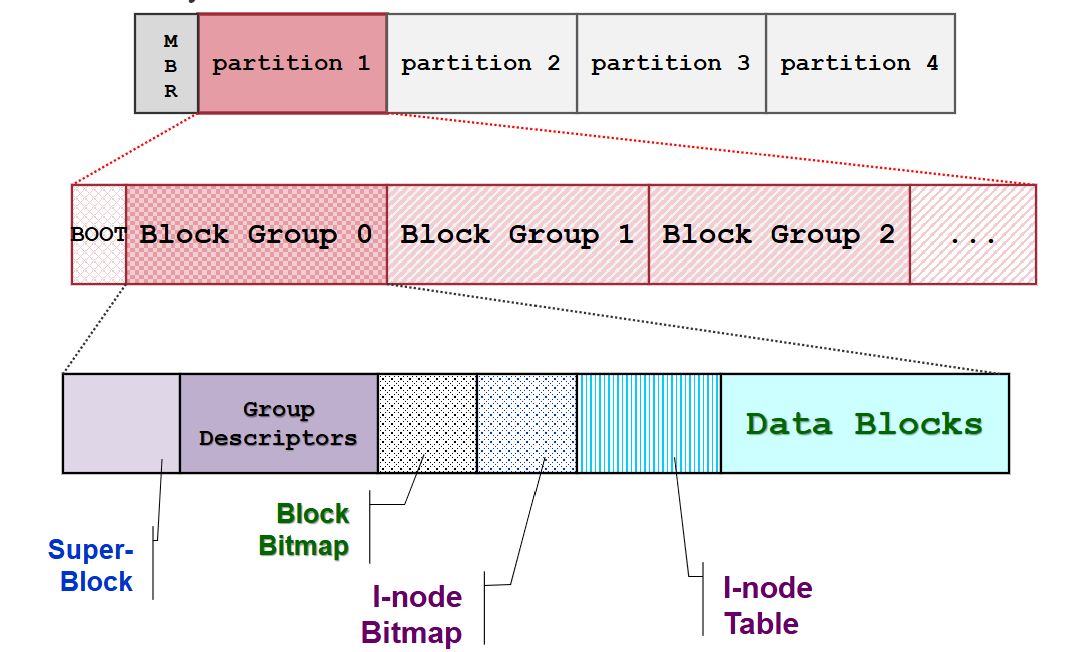 M
B
R
partition 1
partition 2
partition 3
partition 4
BOOT
Block Group 0
Block Group 1
Block Group 2
...
Group
Descriptors
Data Blocks
Super-
Block
Block
Bitmap
I-node
Bitmap
I-node
Table